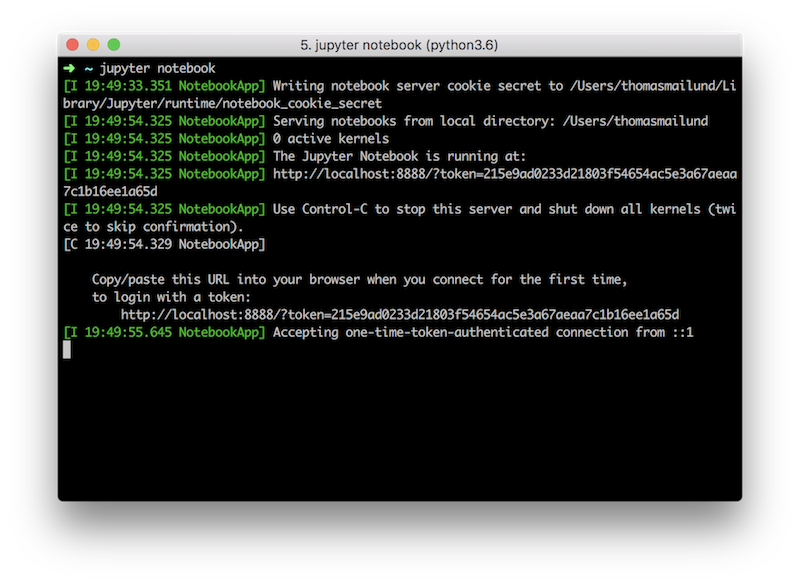 5. jupyter notebook (python3.6)
➜ ~ jupyter notebook
[I 19:49:33.351 NotebookApp] Writing notebook server cookie secret to /Users/thomasmailund/Li
brary/Jupyter/runtime/notebook_cookie_secret
[I 19:49:54.325 NotebookApp] Serving notebooks from local directory: /Users/thomasmailund
[I 19:49:54.325 NotebookApp] 0 active kernels
[I 19:49:54.325 NotebookApp] The Jupyter Notebook is running at:
[I 19:49:54.325 NotebookApp] http://localhost:8888/?token=215e9ad0233d21803f54654ac5e3a67aeaa
7c1b16ee1a65d
[I 19:49:54.325 NotebookApp] Use Control-C to stop this server and shut down all kernels (twi
ce to skip confirmation).
[C 19:49:54.329 NotebookApp]
Copy/paste this URL into your browser when you connect for the first time,
to login with a token:
http://localhost:8888/?token=215e9ad0233d21803f54654ac5e3a67aeaa7c1b16ee1a65d
[I 19:49:55.645 NotebookApp] Accepting one-time-token-authenticated connection from ::1